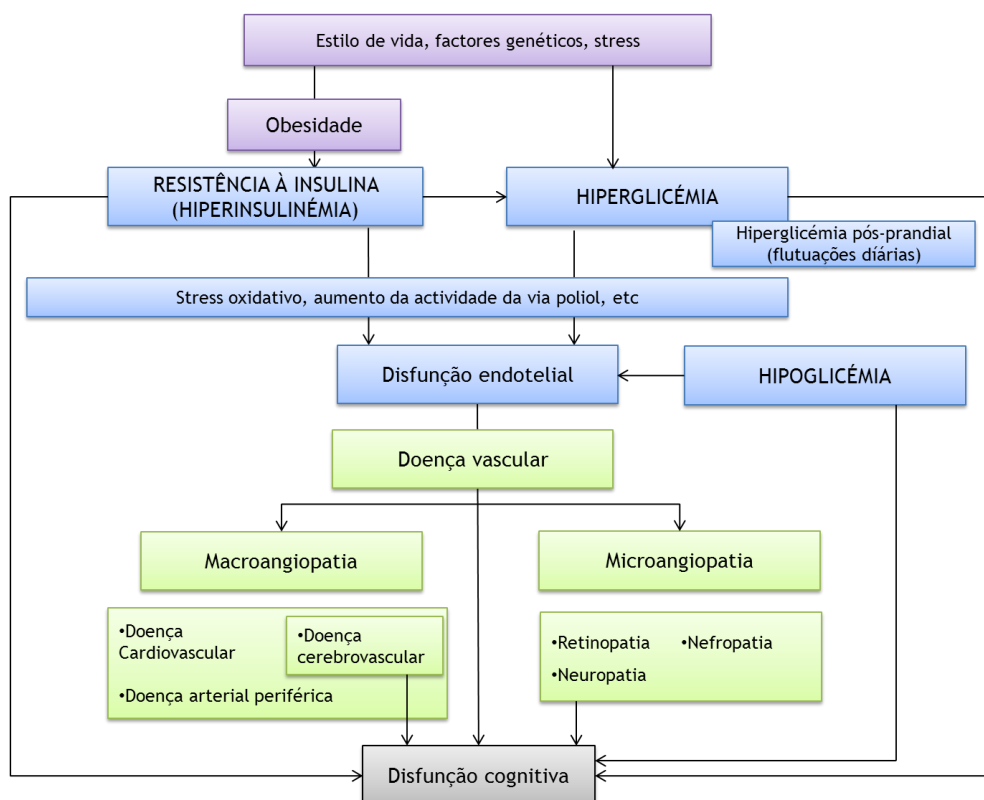 Estilo de vida, factores genéticos, stress
Obesidade
RESISTÊNCIA À INSULINA
(HIPERINSULINÉMIA)
HIPERGLICÉMIA
Hiperglicémia pós-prandial
(flutuações díárias)
Stress oxidativo, aumento da actividade da via poliol, etc
Disfunção endotelial
HIPOGLICÉMIA
Doença vascular
Macroangiopatia
Microangiopatia
•Doença
Cardiovascular
•Doença
cerebrovascular
•Doença arterial periférica
•Retinopatia
•Nefropatia
•Neuropatia
Disfunção cognitiva